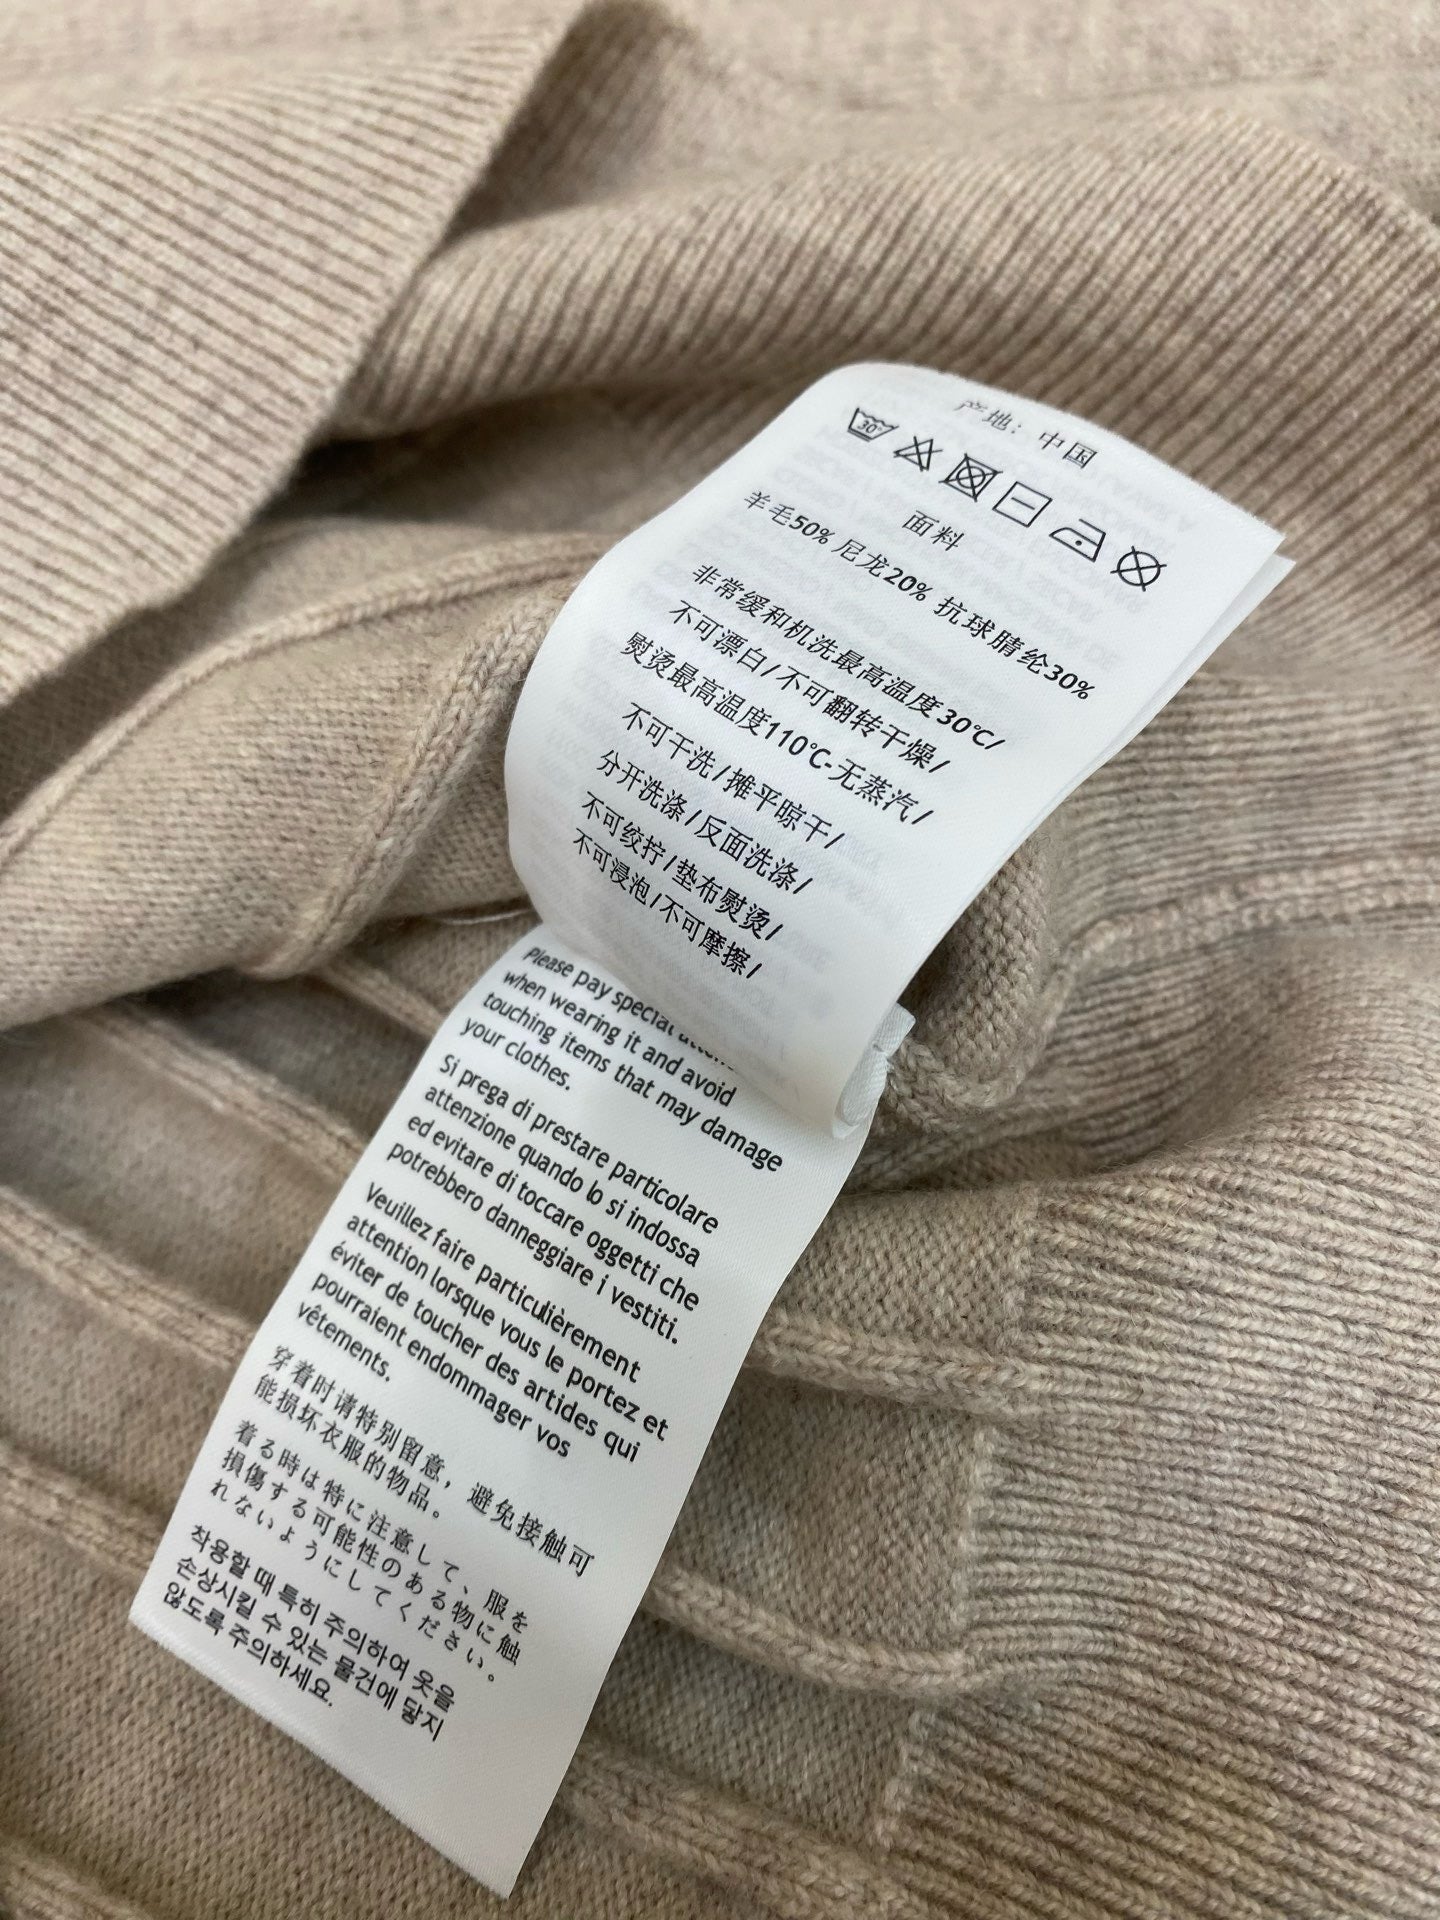 产地：中国
30°
面料
羊毛50% 尼龙20% 抗球腈纶30%
非常缓和机洗最高温度30℃/
不可漂白/不可翻转干燥/
熨烫最高温度110℃-无蒸汽/
不可干洗/摊平晾干/
分开洗涤/反面洗涤/
不可绞拧/垫布熨烫/
不可浸泡/不可摩擦/
Please pay special
when wearing it and avoid
touching items that may damage
your clothes.
Si prega di prestare particolare
attenzione quando lo si indossa
ed evitare di toccare oggetti che
potrebbero danneggiare i vestiti.
Veuillez faire particulièrement
attention lorsque vous le portez et
éviter de toucher des artides qui
pourraient endommager vos
vêtements.
穿着时请特别留意，避免接触可
能损坏衣服的物品。
着る時は特に注意して、服を
損傷する可能性のある物に触
れないようにしてください。
착용할 때 특히 주의하여 옷을
손상시킬 수 있는 물건에 닿지
않도록 주의하세요.